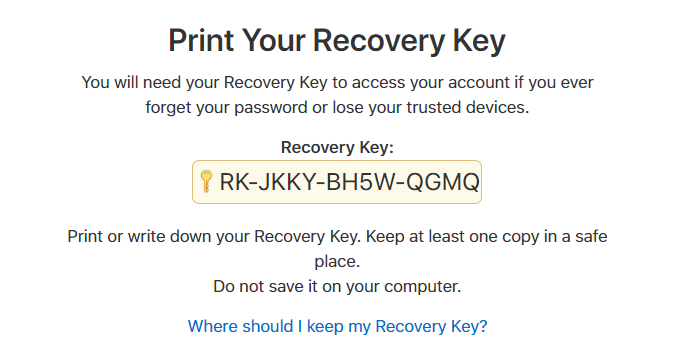 Print Your Recovery Key
You will need your Recovery Key to access your account if you ever
forget your password or lose your trusted devices.
Recovery Key:
RK-JKKY-BH5W-QGMQ
Print or write down your Recovery Key. Keep at least one copy in a safe
place.
Do not save it on your computer.
Where should I keep my Recovery Key?